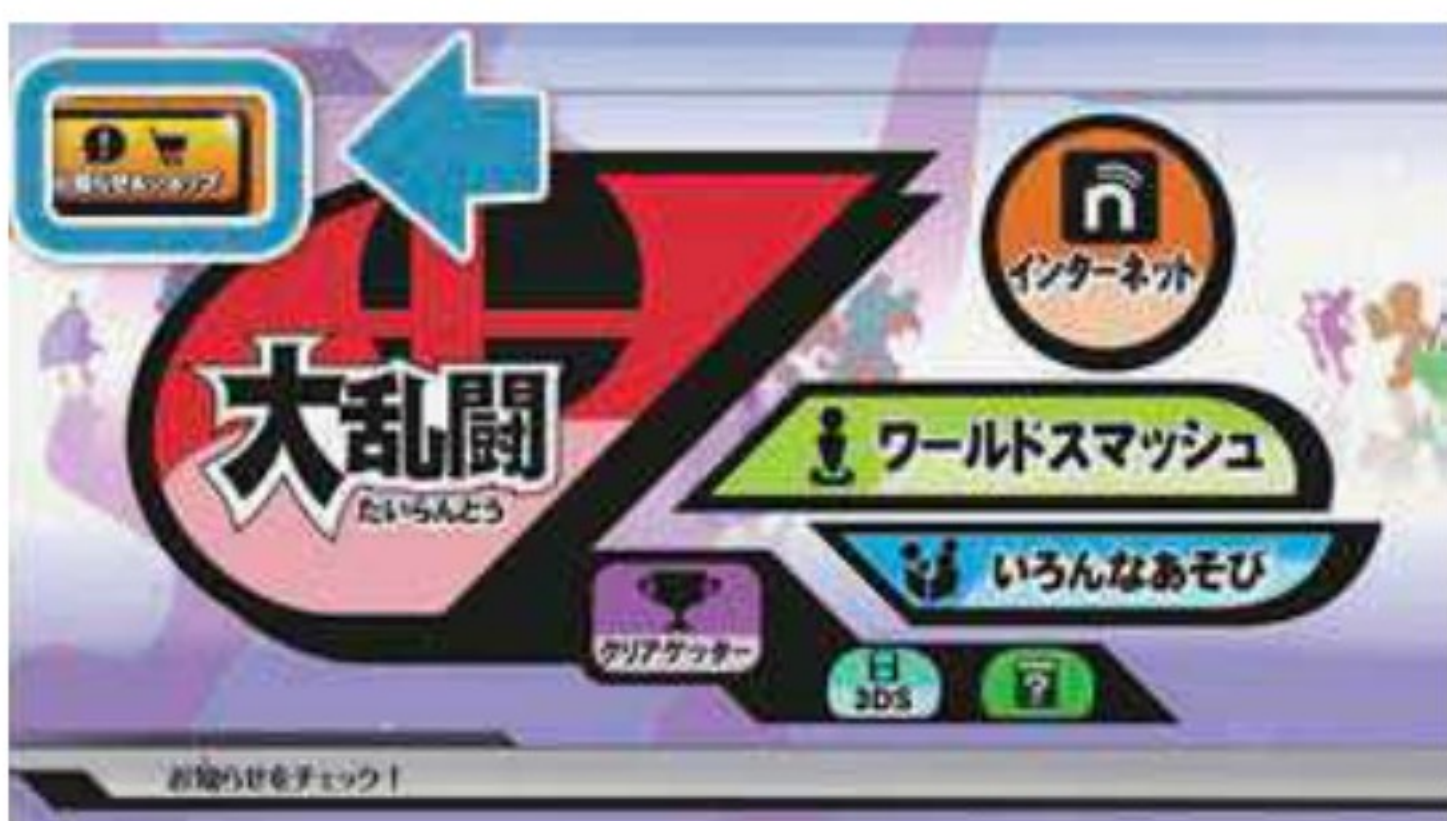 お知らせ&ショップ
インターネット
大乱闘
たいらんとう
ワールドスマッシュ
いろんなあそび
クリアゲッター
3DS
?
お知らせをチェック!